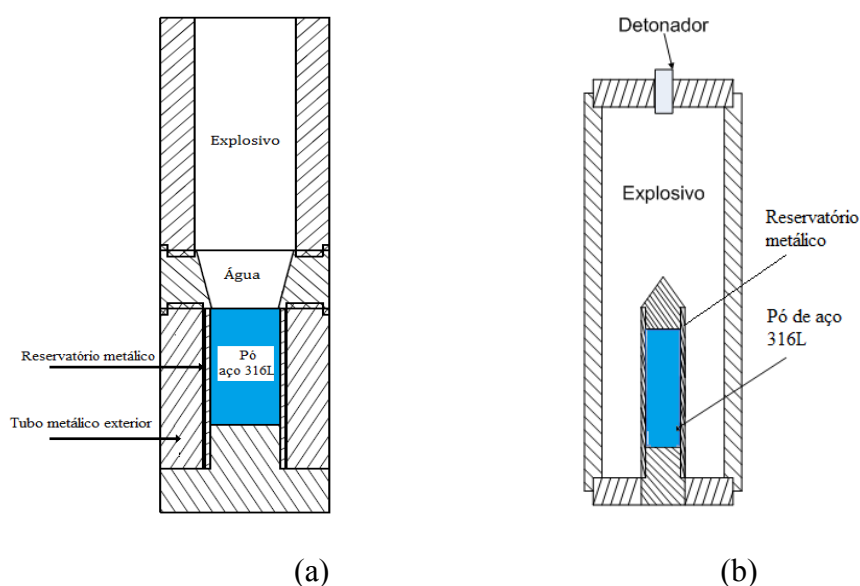 Explosivo
Água
Reservatório metálico
Pó
aço 316L
Tubo metálico exterior
(a)
Detonador
Explosivo
Reservatório
metálico
Pó de aço
316L
(b)